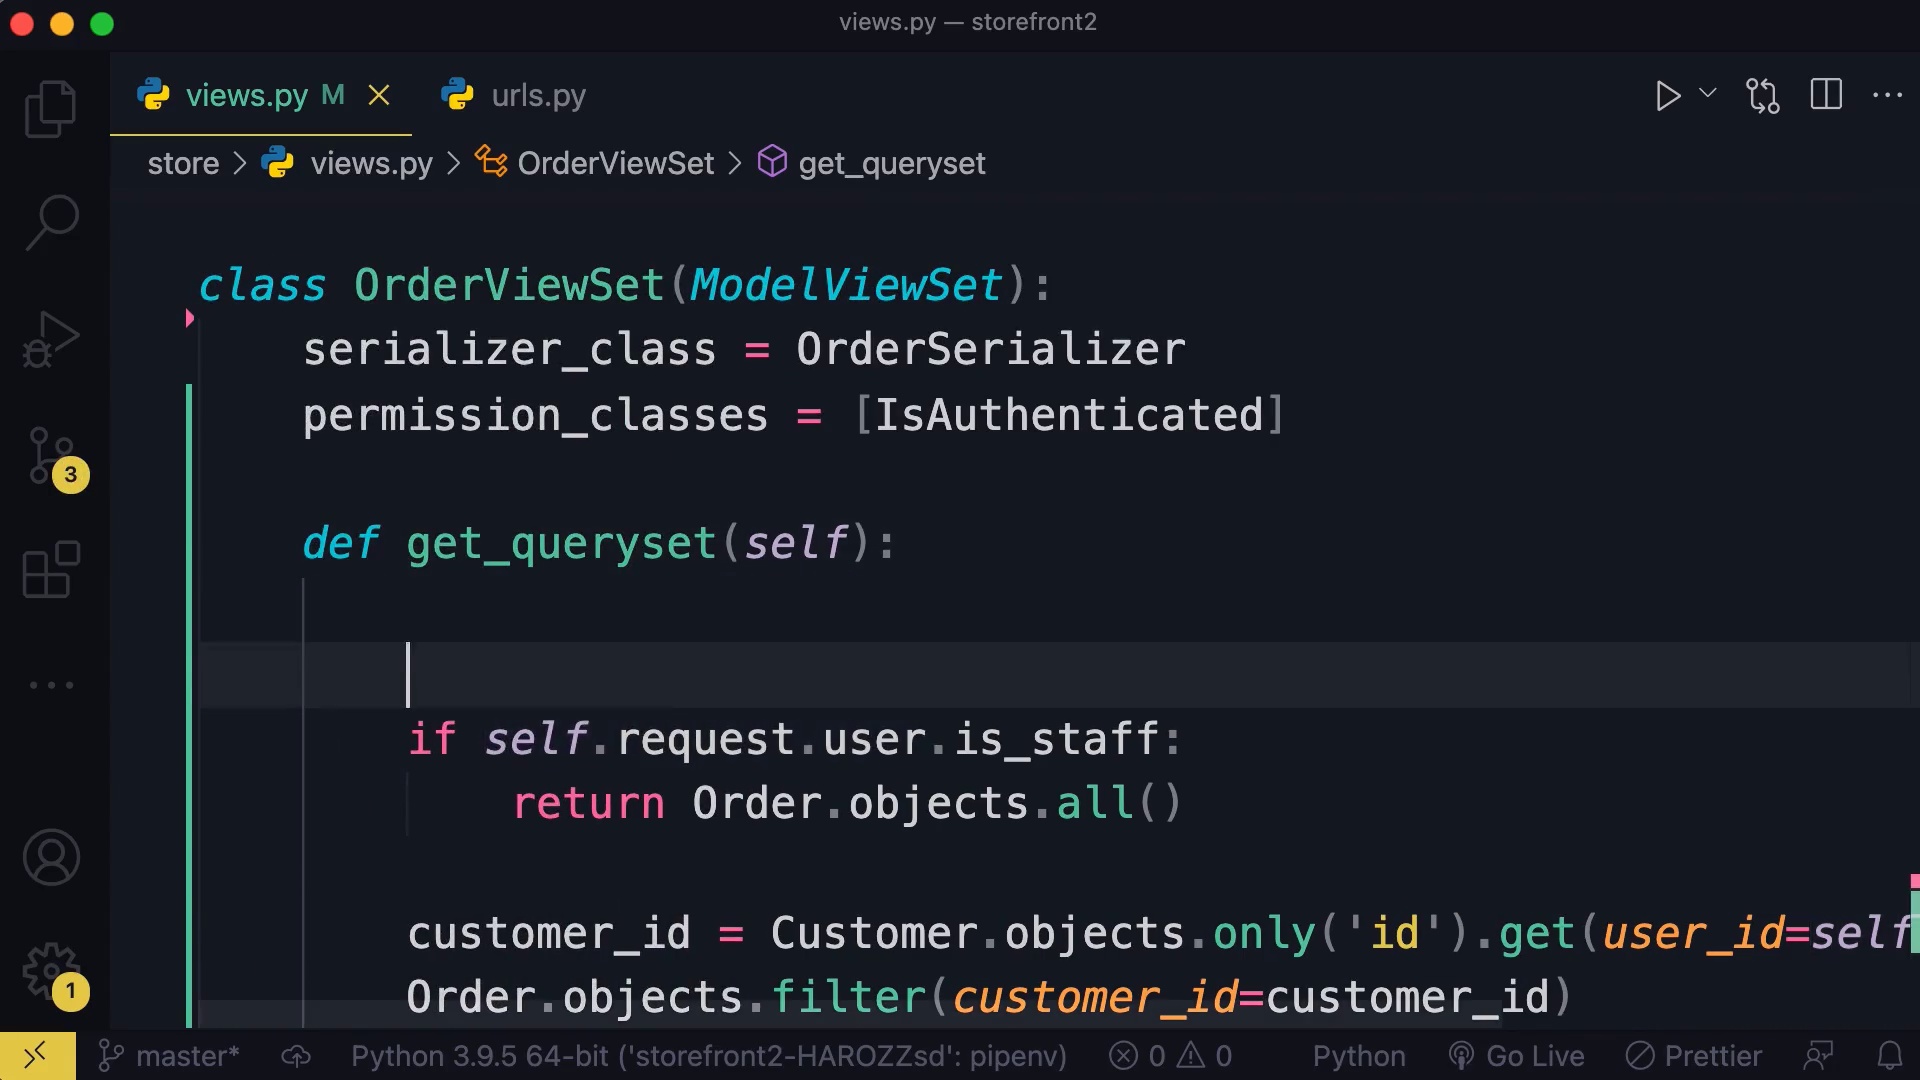 views.py — storefront2
views.py M
urls.py
store > views.py > OrderViewSet > get_queryset
class OrderViewSet(ModelViewSet):
serializer_class = OrderSerializer
permission_classes = [IsAuthenticated]
def get_queryset(self):
if self.request.user.is_staff:
return Order.objects.all()
customer_id = Customer.objects.only('id').get(user_id=self
Order.objects.filter(customer_id=customer_id)
3
1
master* Python 3.9.5 64-bit ('storefront2-HAROZZsd': pipenv) 0 0 Python Go Live Prettier